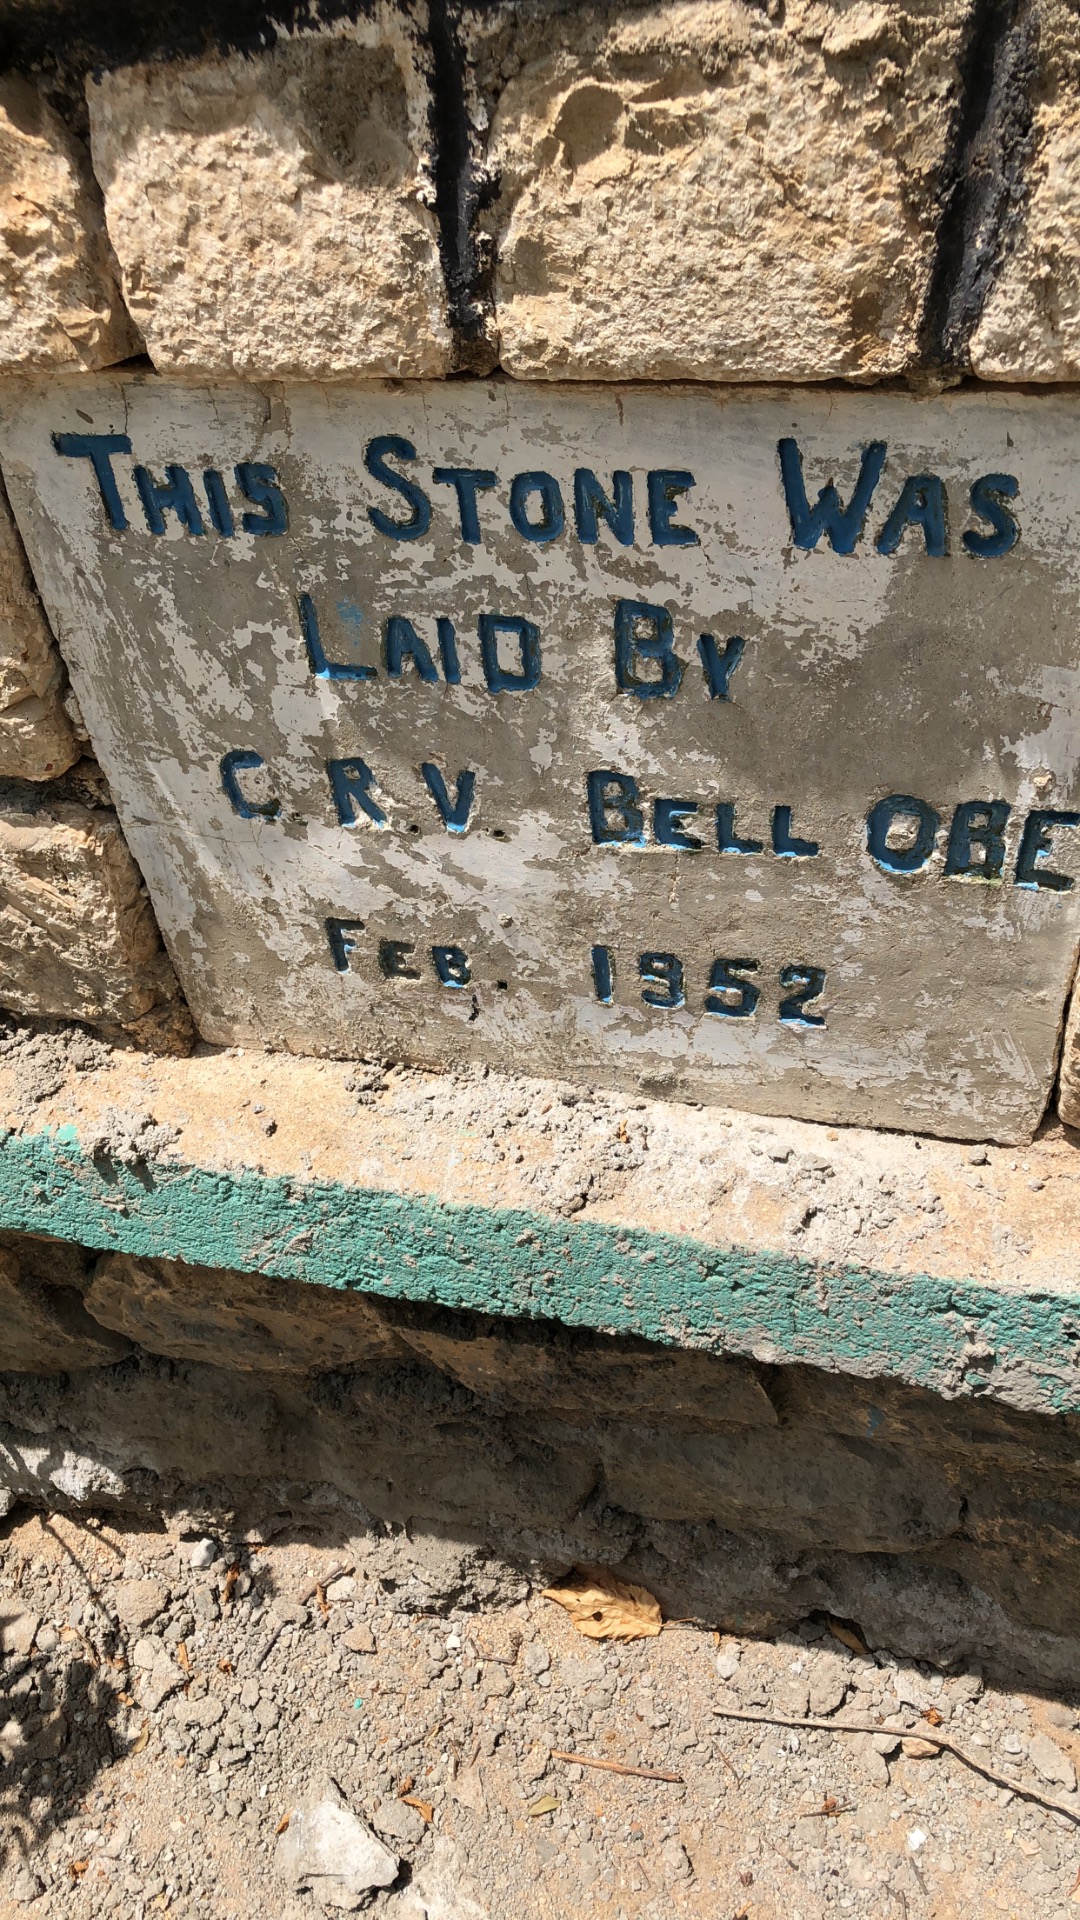 This Stone Was
Laid By
C.R.V. Bell OBE
Feb. 1952